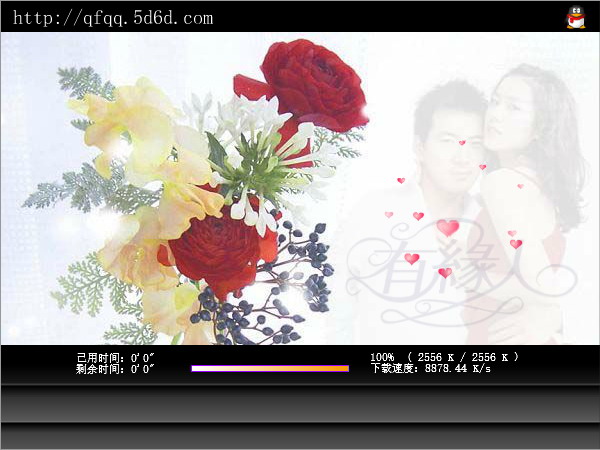 http://qfqq.5d6d.com
有緣人
已用时间: 0'0"
剩余时间: 0'0"
100% ( 2556 K / 2556 K )
下载速度: 8878.44 K/s